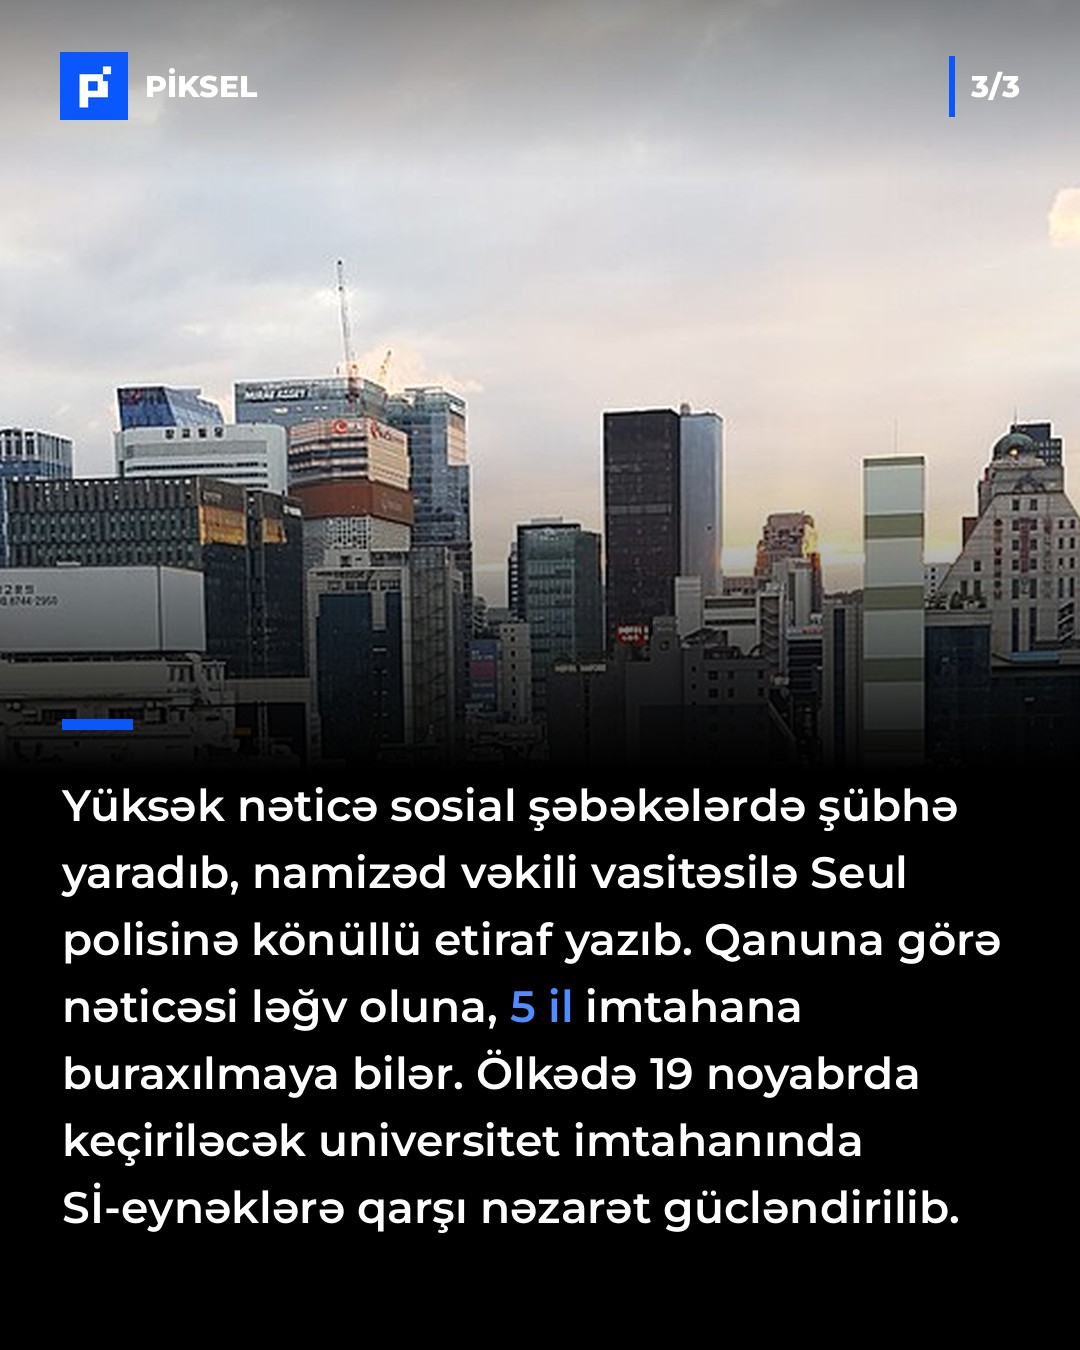 PİKSEL
3/3
MIRAE ASSET
Yüksək nəticə sosial şəbəkələrdə şübhə
yaradıb, namizəd vəkili vasitəsilə Seul
polisinə könüllü etiraf yazıb. Qanuna görə
nəticəsi ləğv oluna, 5 il imtahana
buraxılmaya bilər. Ölkədə 19 noyabrda
keçiriləcək universitet imtahanında
Sİ-eynəklərə qarşı nəzarət gücləndirilib.